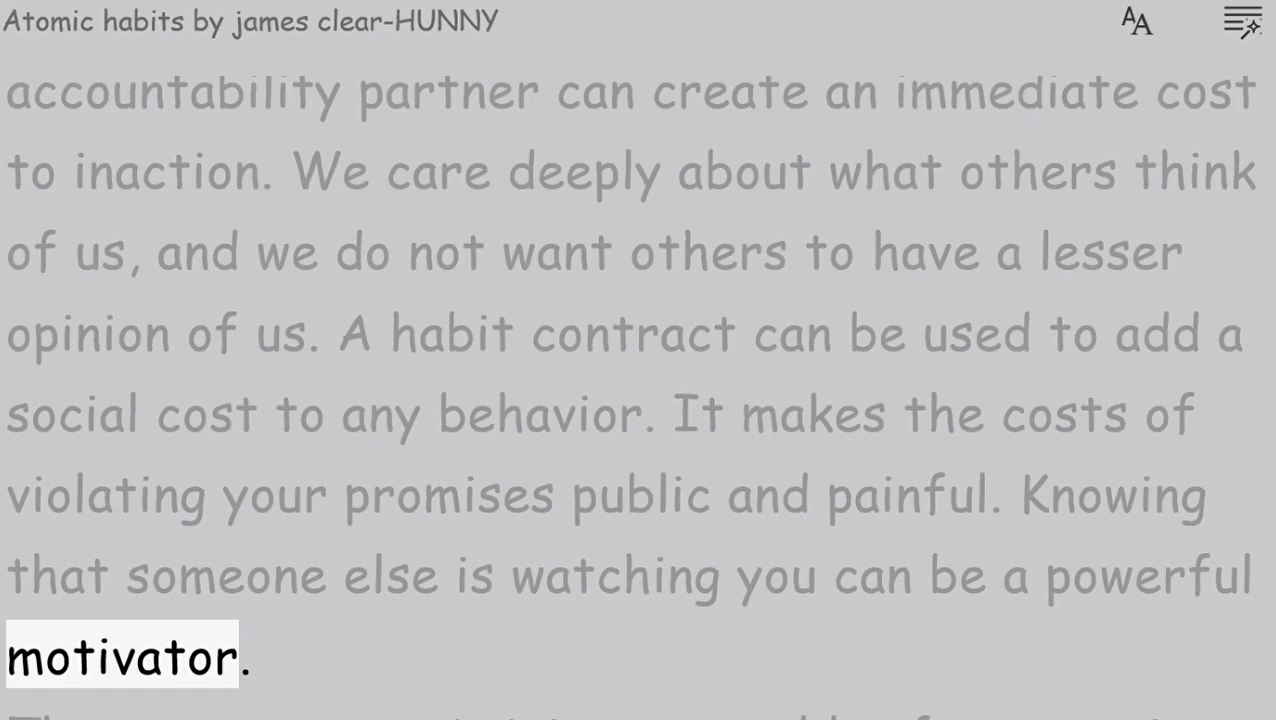 Atomic habits by james clear-HUNNY
AA
accountability partner can create an immediate cost
to inaction. We care deeply about what others think
of us, and we do not want others to have a lesser
opinion of us. A habit contract can be used to add a
social cost to any behavior. It makes the costs of
violating your promises public and painful. Knowing
that someone else is watching you can be a powerful
motivator.